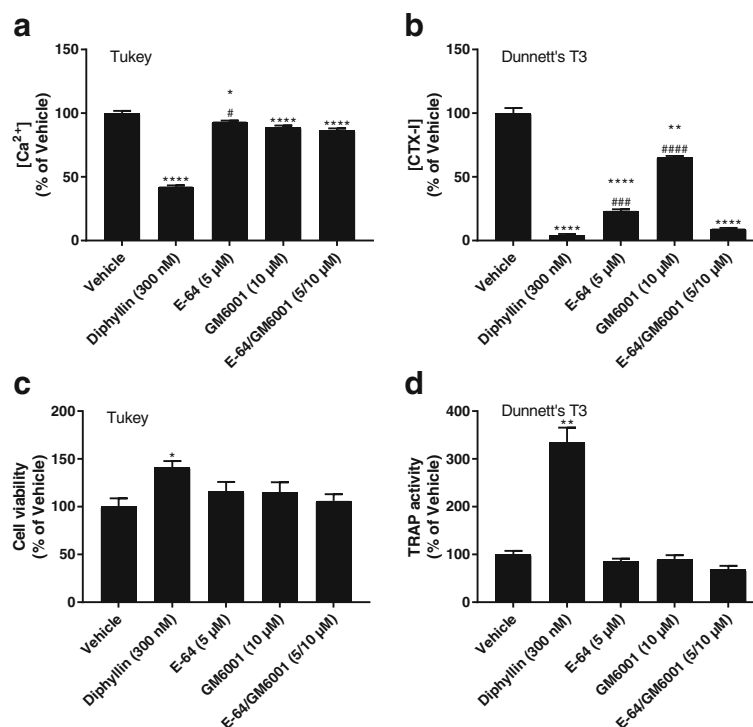 a
Tukey
[Ca2+]
(% of Vehicle)
150
100
50
0
****
*
#
****
****
Vehicle
Diphyllin (300 nM)
E-64 (5 µM)
GM6001 (10 µM)
E-64/GM6001 (5/10 µM)
b
Dunnett's T3
[CTX-I]
(% of Vehicle)
150
100
50
0
****
****
###
**
####
****
Vehicle
Diphyllin (300 nM)
E-64 (5 µM)
GM6001 (10 µM)
E-64/GM6001 (5/10 µM)
c
Tukey
Cell viability
(% of Vehicle)
200
150
100
50
0
*
Vehicle
Diphyllin (300 nM)
E-64 (5 µM)
GM6001 (10 µM)
E-64/GM6001 (5/10 µM)
d
Dunnett's T3
TRAP activity
(% of Vehicle)
400
300
200
100
0
**
Vehicle
Diphyllin (300 nM)
E-64 (5 µM)
GM6001 (10 µM)
E-64/GM6001 (5/10 µM)